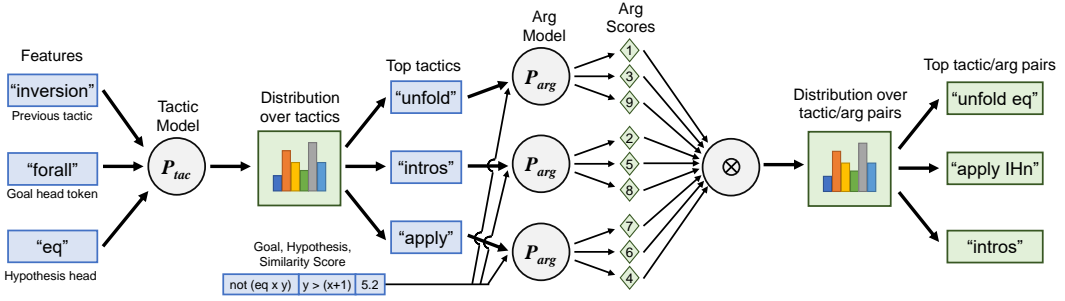 Features
"inversion"
Previous tactic
"forall"
Goal head token
"eq"
Hypothesis head
Tactic
Model
P_tac
Distribution
over tactics
Top tactics
"unfold"
"intros"
"apply"
Goal, Hypothesis,
Similarity Score
not (eq x y) y > (x+1) 5.2
Arg
Model
P_arg
P_arg
P_arg
Arg
Scores
1
3
9
2
5
8
7
6
4
⊗
Distribution over
tactic/arg pairs
Top tactic/arg pairs
"unfold eq"
"apply IHn"
"intros"